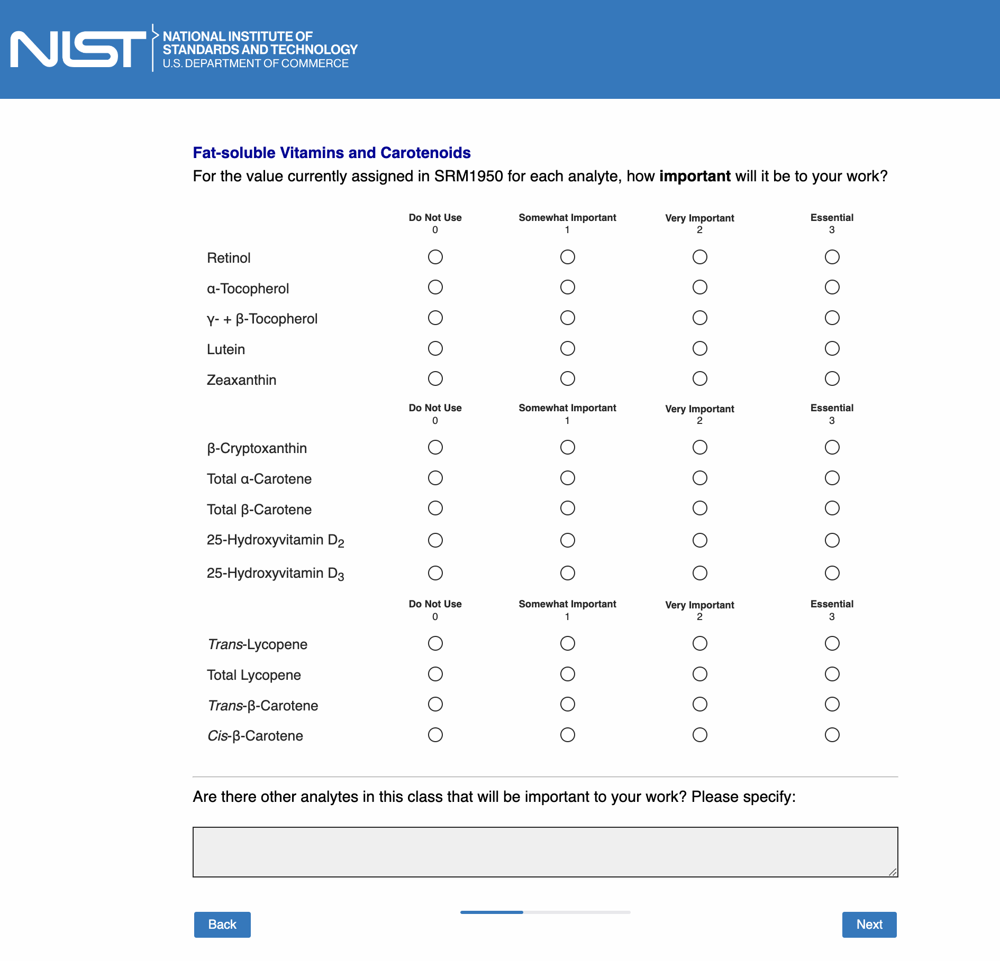 NIST
NATIONAL INSTITUTE OF
STANDARDS AND TECHNOLOGY
U.S. DEPARTMENT OF COMMERCE
Fat-soluble Vitamins and Carotenoids
For the value currently assigned in SRM1950 for each analyte, how important will it be to your work?
Do Not Use Somewhat Important Very Important Essential
0 1 2 3
Retinol
α-Tocopherol
γ- + β-Tocopherol
Lutein
Zeaxanthin
Do Not Use Somewhat Important Very Important Essential
0 1 2 3
β-Cryptoxanthin
Total α-Carotene
Total β-Carotene
25-Hydroxyvitamin D2
25-Hydroxyvitamin D3
Do Not Use Somewhat Important Very Important Essential
0 1 2 3
Trans-Lycopene
Total Lycopene
Trans-β-Carotene
Cis-β-Carotene
Are there other analytes in this class that will be important to your work? Please specify:
Back Next